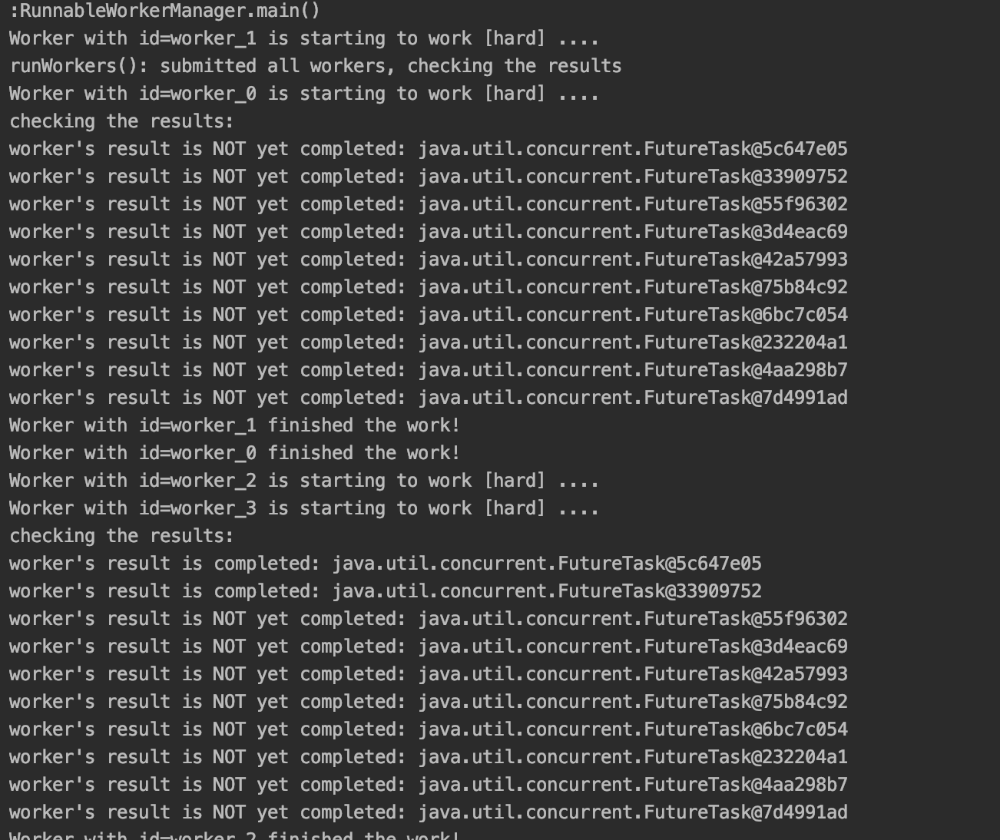 :RunnableWorkerManager.main()
Worker with id=worker_1 is starting to work [hard] ....
runWorkers(): submitted all workers, checking the results
Worker with id=worker_0 is starting to work [hard] ....
checking the results:
worker's result is NOT yet completed: java.util.concurrent.FutureTask@5c647e05
worker's result is NOT yet completed: java.util.concurrent.FutureTask@33909752
worker's result is NOT yet completed: java.util.concurrent.FutureTask@55f96302
worker's result is NOT yet completed: java.util.concurrent.FutureTask@3d4eac69
worker's result is NOT yet completed: java.util.concurrent.FutureTask@42a57993
worker's result is NOT yet completed: java.util.concurrent.FutureTask@75b84c92
worker's result is NOT yet completed: java.util.concurrent.FutureTask@6bc7c054
worker's result is NOT yet completed: java.util.concurrent.FutureTask@232204a1
worker's result is NOT yet completed: java.util.concurrent.FutureTask@4aa298b7
worker's result is NOT yet completed: java.util.concurrent.FutureTask@7d4991ad
Worker with id=worker_1 finished the work!
Worker with id=worker_0 finished the work!
Worker with id=worker_2 is starting to work [hard] ....
Worker with id=worker_3 is starting to work [hard] ....
checking the results:
worker's result is completed: java.util.concurrent.FutureTask@5c647e05
worker's result is completed: java.util.concurrent.FutureTask@33909752
worker's result is NOT yet completed: java.util.concurrent.FutureTask@55f96302
worker's result is NOT yet completed: java.util.concurrent.FutureTask@3d4eac69
worker's result is NOT yet completed: java.util.concurrent.FutureTask@42a57993
worker's result is NOT yet completed: java.util.concurrent.FutureTask@75b84c92
worker's result is NOT yet completed: java.util.concurrent.FutureTask@6bc7c054
worker's result is NOT yet completed: java.util.concurrent.FutureTask@232204a1
worker's result is NOT yet completed: java.util.concurrent.FutureTask@4aa298b7
worker's result is NOT yet completed: java.util.concurrent.FutureTask@7d4991ad
Worker with id=worker_2 finished the work!